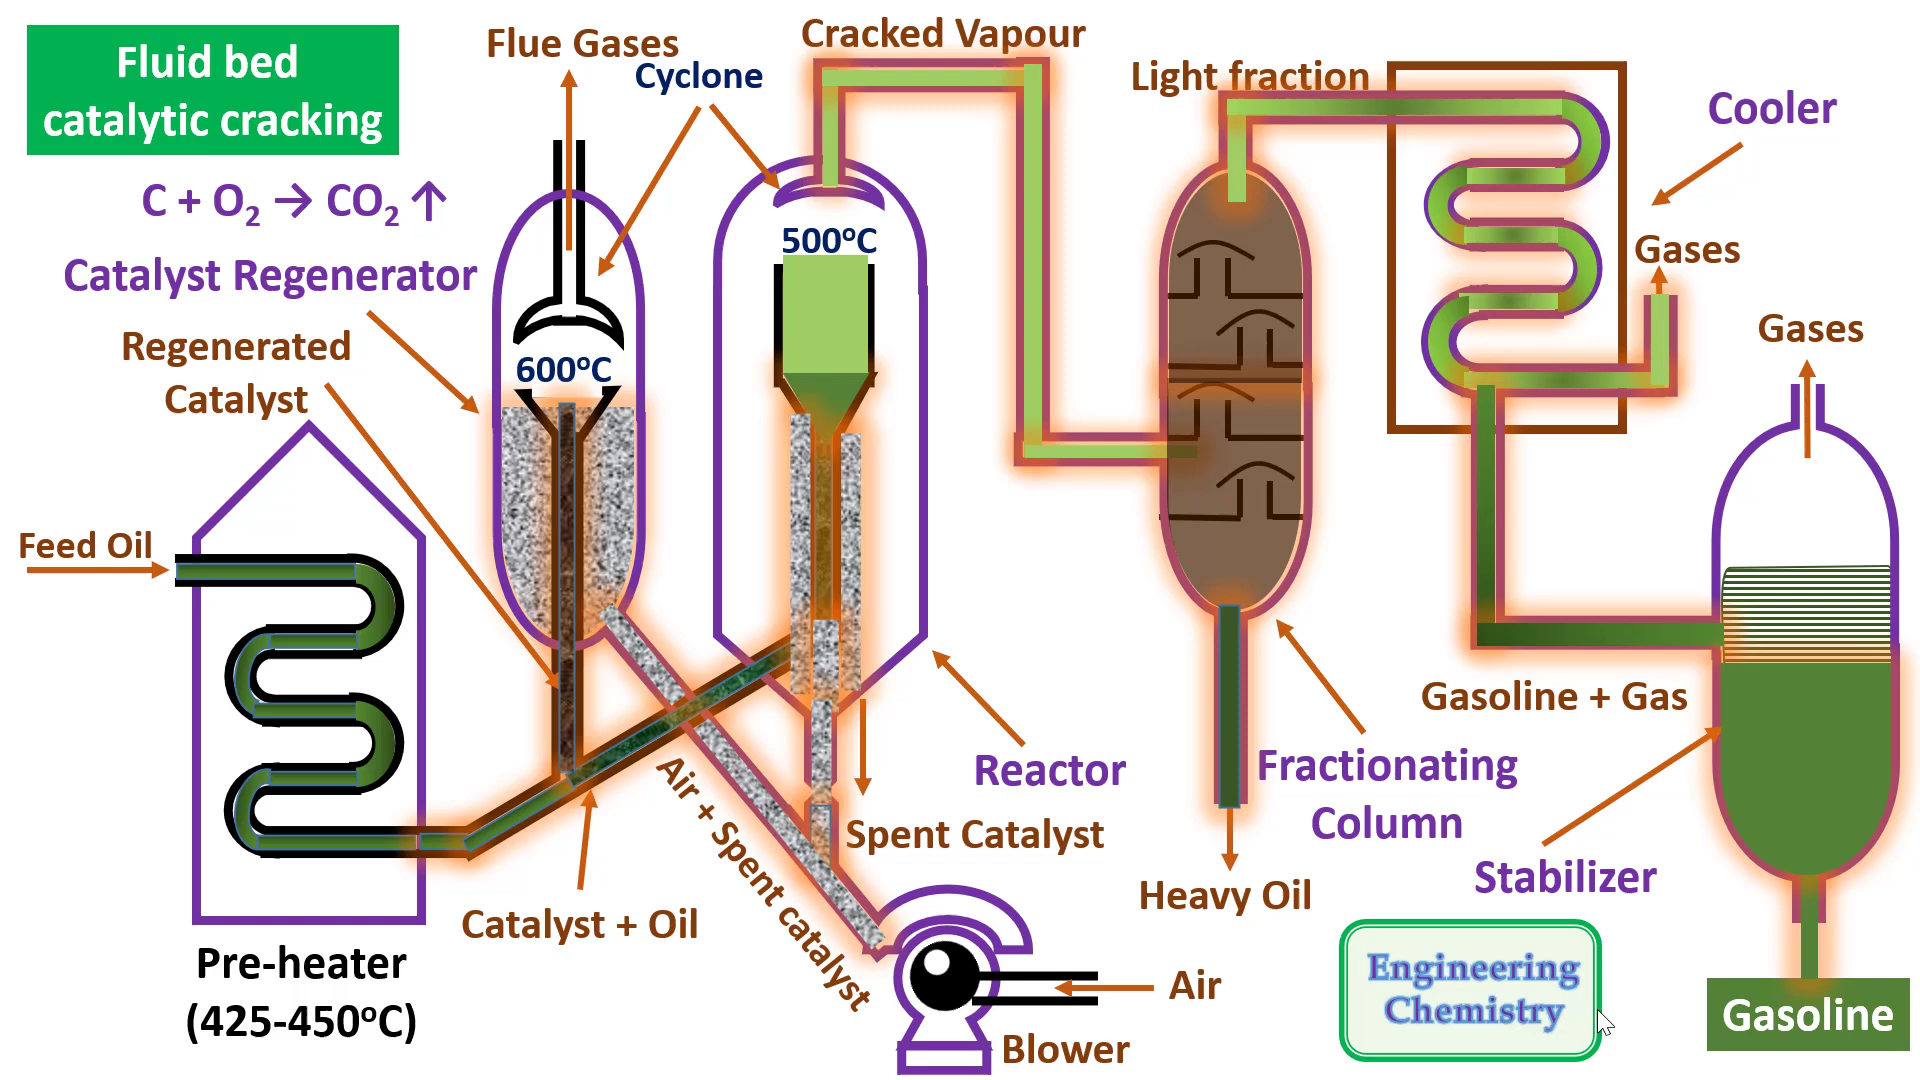 Fluid bed
catalytic cracking
C + O₂ → CO₂ ↑
Catalyst Regenerator
Regenerated
Catalyst
Feed Oil
Pre-heater
(425-450°C)
Flue Gases
Cyclone
600°C
Catalyst + Oil
Air + Spent catalyst
Cracked Vapour
500°C
Reactor
Spent Catalyst
Air
Blower
Light fraction
Fractionating
Column
Heavy Oil
Cooler
Gases
Gasoline + Gas
Gases
Stabilizer
Gasoline
Engineering
Chemistry